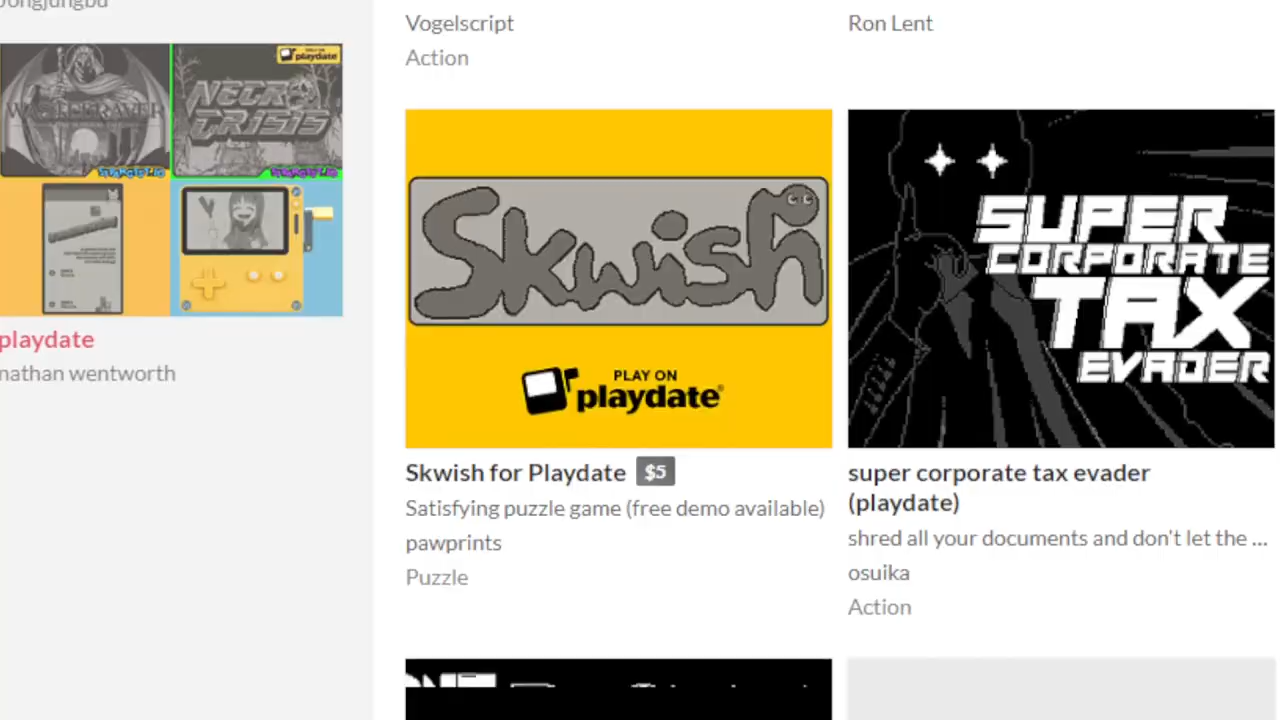 Vogelscript
Action
Ron Lent
playdate
NECRO
CRISIS
playdate
nathan wentworth
Skwish
PLAY ON
playdate
Skwish for Playdate $5
Satisfying puzzle game (free demo available)
pawprints
Puzzle
SUPER
CORPORATE
TAX
EVADER
super corporate tax evader
(playdate)
shred all your documents and don't let the ...
osuika
Action